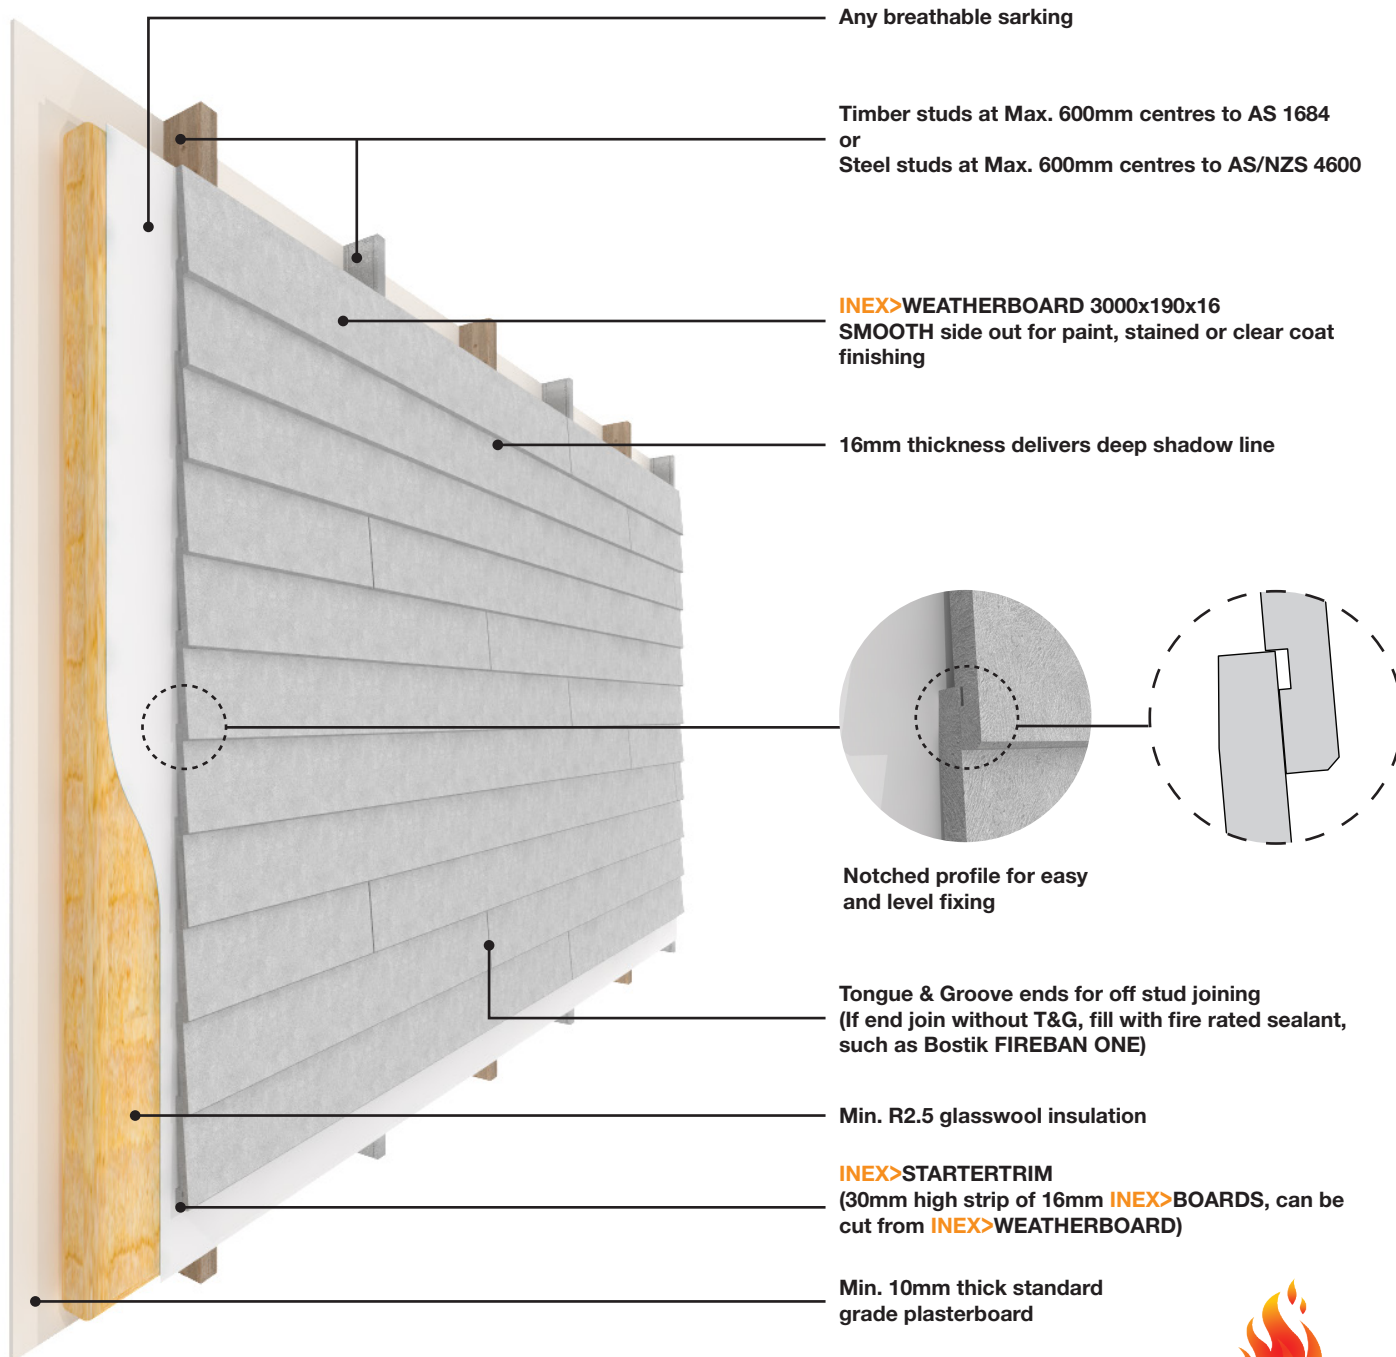 Any breathable sarking
Timber studs at Max. 600mm centres to AS 1684
or
Steel studs at Max. 600mm centres to AS/NZS 4600
INEX>WEATHERBOARD 3000x190x16
SMOOTH side out for paint, stained or clear coat
finishing
16mm thickness delivers deep shadow line
Notched profile for easy
and level fixing
Tongue & Groove ends for off stud joining
(If end join without T&G, fill with fire rated sealant,
such as Bostik FIREBAN ONE)
Min. R2.5 glasswool insulation
INEX>STARTERTRIM
(30mm high strip of 16mm INEX>BOARDS, can be
cut from INEX>WEATHERBOARD)
Min. 10mm thick standard
grade plasterboard